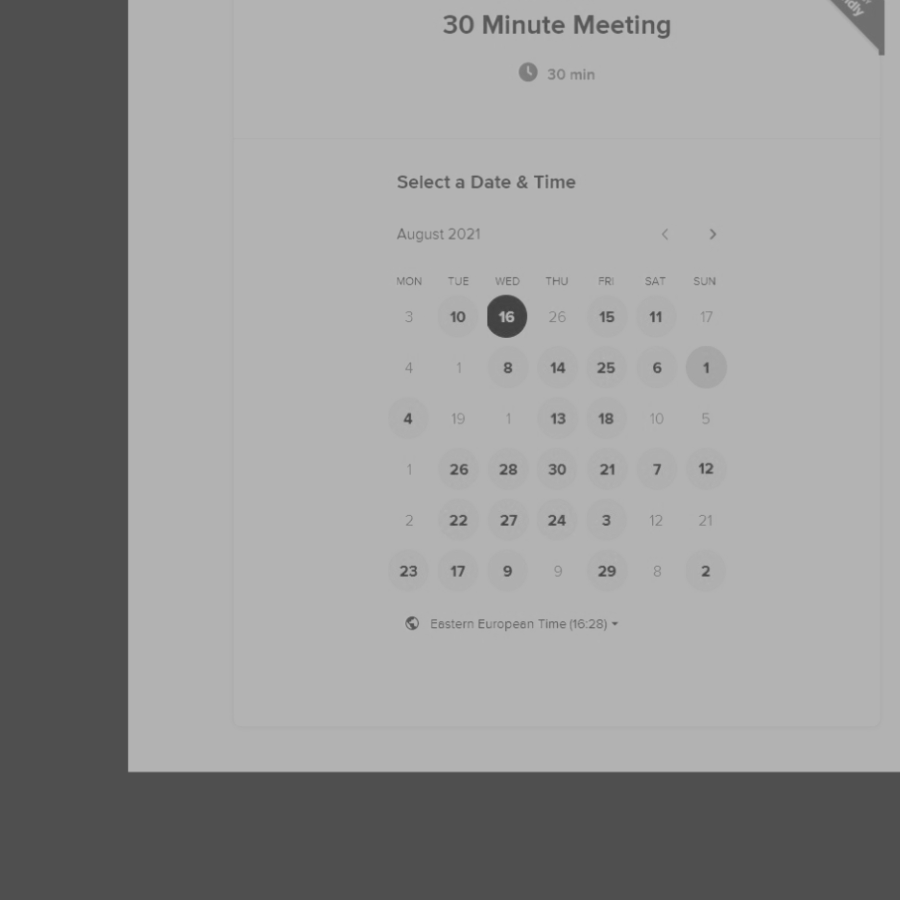 30 Minute Meeting
30 min
Select a Date & Time
August 2021
MON TUE WED THU FRI SAT SUN
3 10 16 26 15 11 17
4 1 8 14 25 6 1
4 19 1 13 18 10 5
1 26 28 30 21 7 12
2 22 27 24 3 12 21
23 17 9 9 29 8 2
Eastern European Time (16:28)